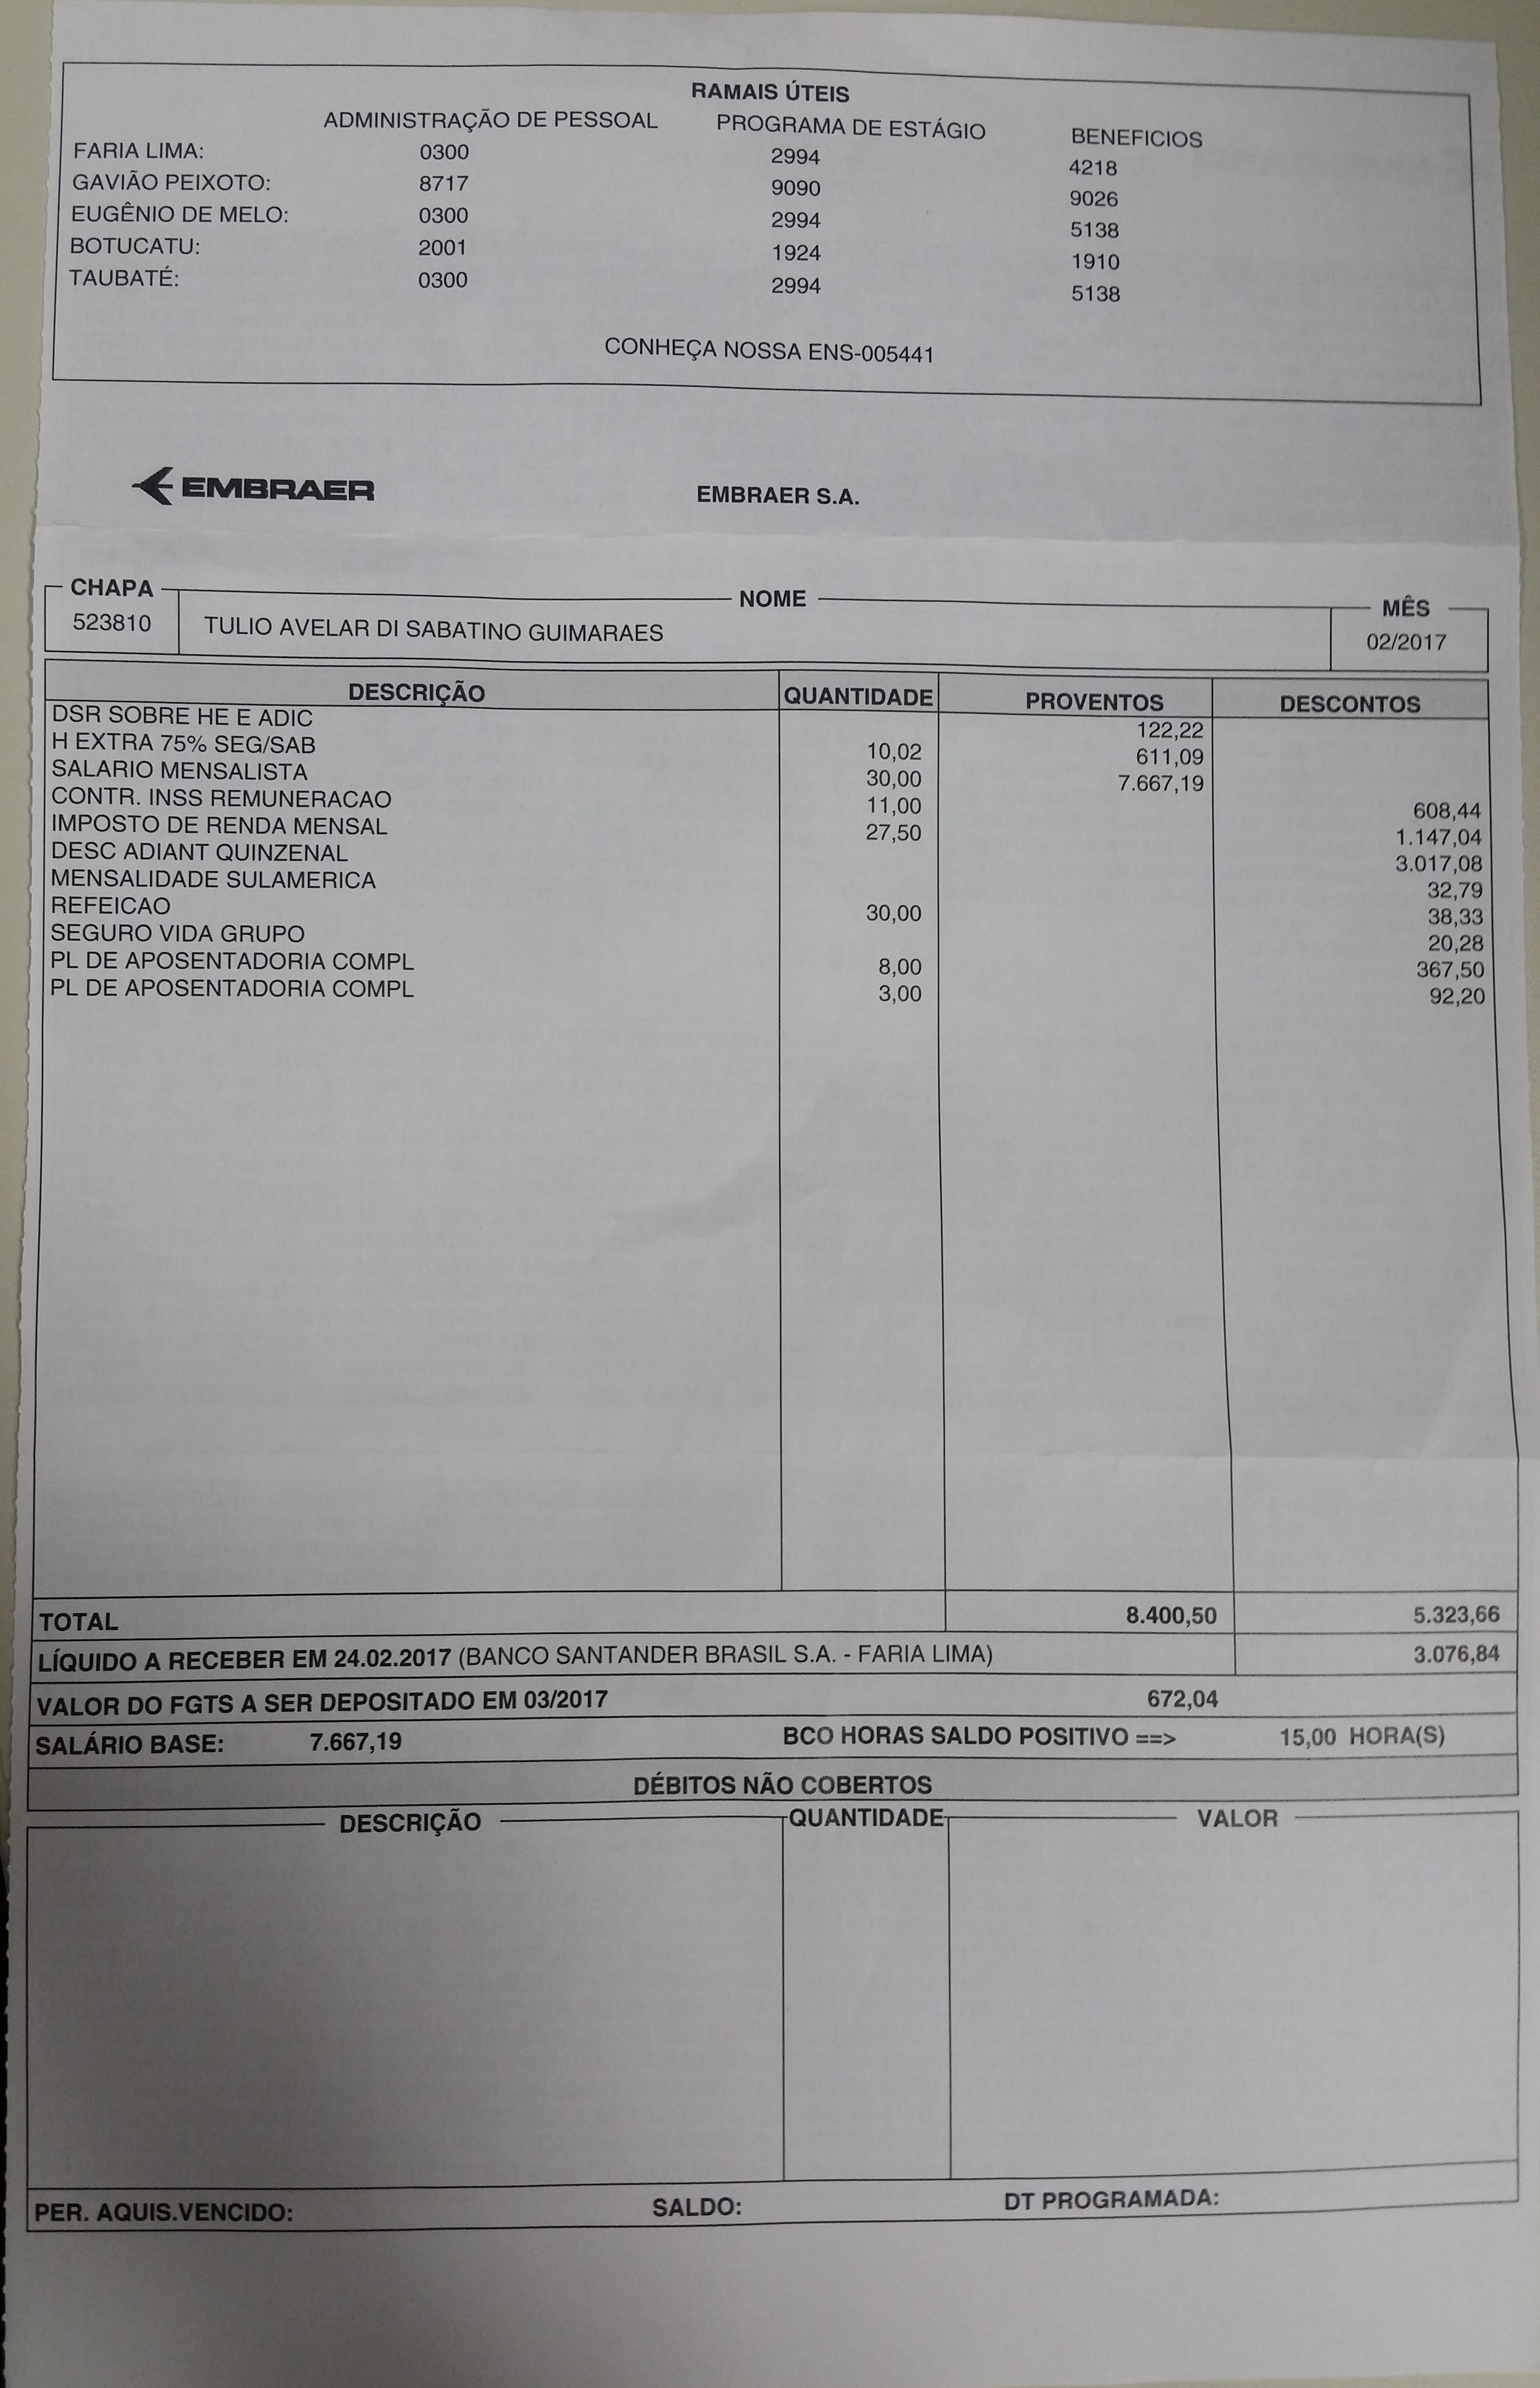 RAMAIS ÚTEIS
ADMINISTRAÇÃO DE PESSOAL PROGRAMA DE ESTÁGIO BENEFICIOS
FARIA LIMA: 0300 2994 4218
GAVIÃO PEIXOTO: 8717 9090 9026
EUGÊNIO DE MELO: 0300 2994 5138
BOTUCATU: 2001 1924 1910
TAUBATÉ: 0300 2994 5138
CONHEÇA NOSSA ENS-005441
EMBRAER EMBRAER S.A.
CHAPA NOME MÊS
523810 TULIO AVELAR DI SABATINO GUIMARAES 02/2017
DESCRIÇÃO QUANTIDADE PROVENTOS DESCONTOS
DSR SOBRE HE E ADIC 122,22
H EXTRA 75% SEG/SAB 10,02 611,09
SALARIO MENSALISTA 30,00 7.667,19
CONTR. INSS REMUNERACAO 11,00 608,44
IMPOSTO DE RENDA MENSAL 27,50 1.147,04
DESC ADIANT QUINZENAL 3.017,08
MENSALIDADE SULAMERICA 32,79
REFEICAO 30,00 38,33
SEGURO VIDA GRUPO 20,28
PL DE APOSENTADORIA COMPL 8,00 367,50
PL DE APOSENTADORIA COMPL 3,00 92,20
TOTAL 8.400,50 5.323,66
LÍQUIDO A RECEBER EM 24.02.2017 (BANCO SANTANDER BRASIL S.A. - FARIA LIMA) 3.076,84
VALOR DO FGTS A SER DEPOSITADO EM 03/2017 672,04
SALÁRIO BASE: 7.667,19 BCO HORAS SALDO POSITIVO ==> 15,00 HORA(S)
DÉBITOS NÃO COBERTOS
DESCRIÇÃO QUANTIDADE VALOR
PER. AQUIS.VENCIDO: SALDO: DT PROGRAMADA: